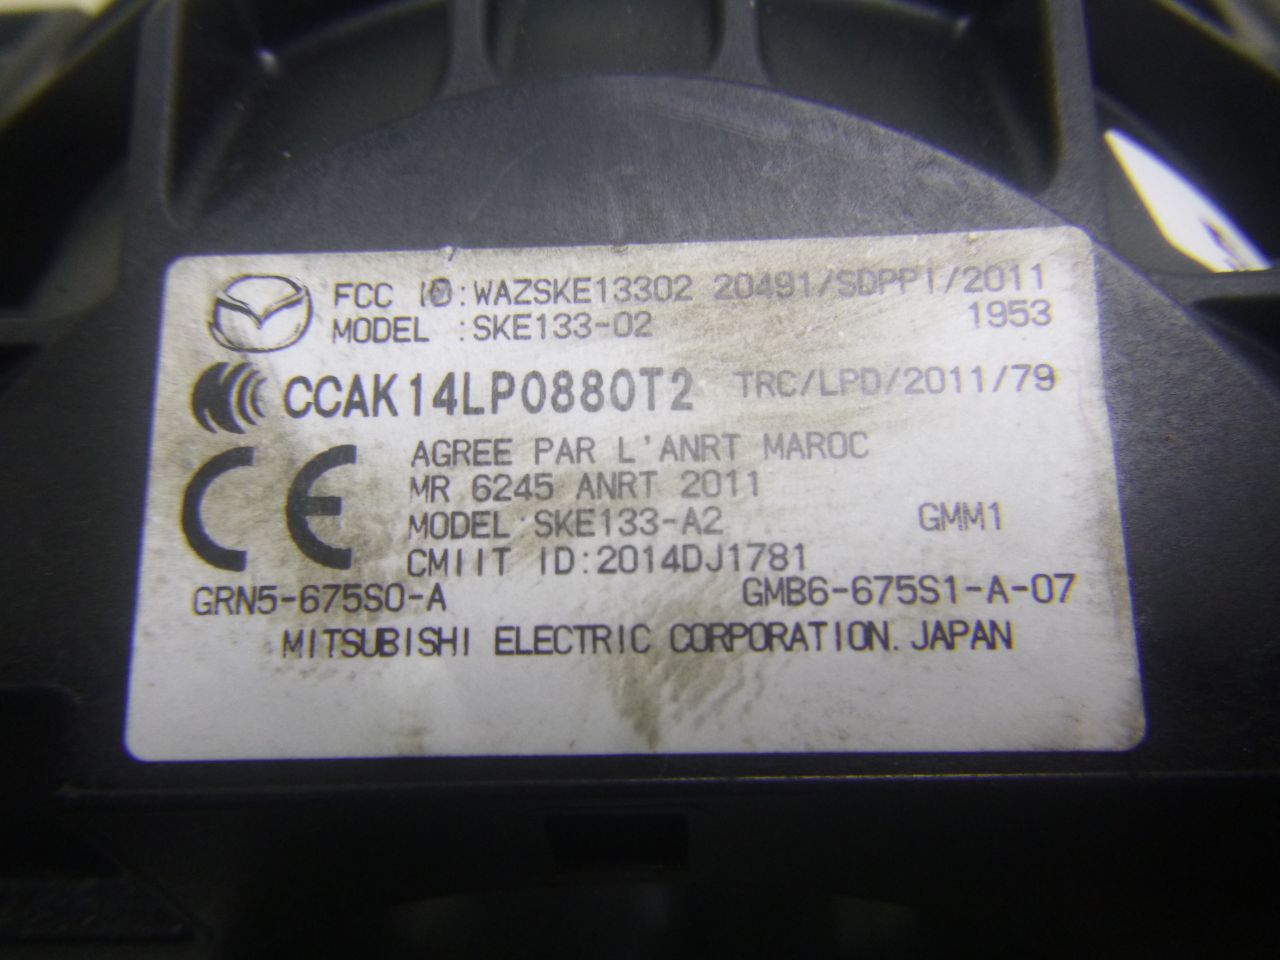 FCC ID:WAZSKE13302 20491/SDPPI/2011
MODEL :SKE133-02 1953
CCAK14LP0880T2 TRC/LPD/2011/79
CE
AGREE PAR L'ANRT MAROC
MR 6245 ANRT 2011
MODEL:SKE133-A2 GMM1
CMIIT ID:2014DJ1781
GRN5-675S0-A GMB6-675S1-A-07
MITSUBISHI ELECTRIC CORPORATION.JAPAN